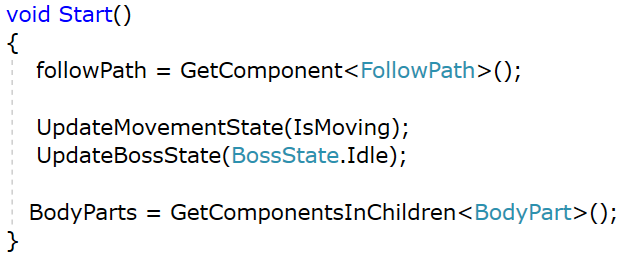 void Start()
{
followPath = GetComponent<FollowPath>();
UpdateMovementState(IsMoving);
UpdateBossState(BossState.Idle);
BodyParts = GetComponentsInChildren<BodyPart>();
}